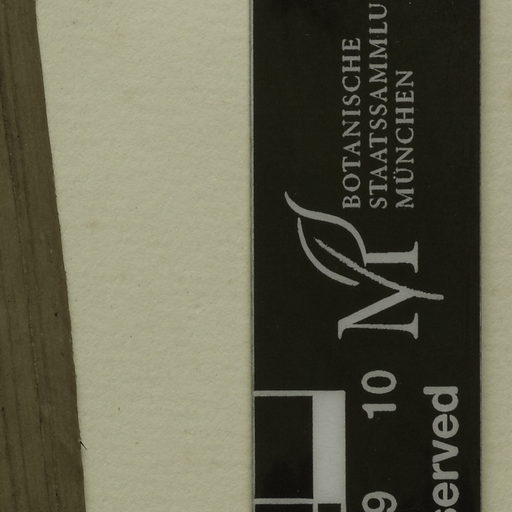 BOTANISCHE
STAATSSAMMLU
MÜNCHEN
M
9 10
served